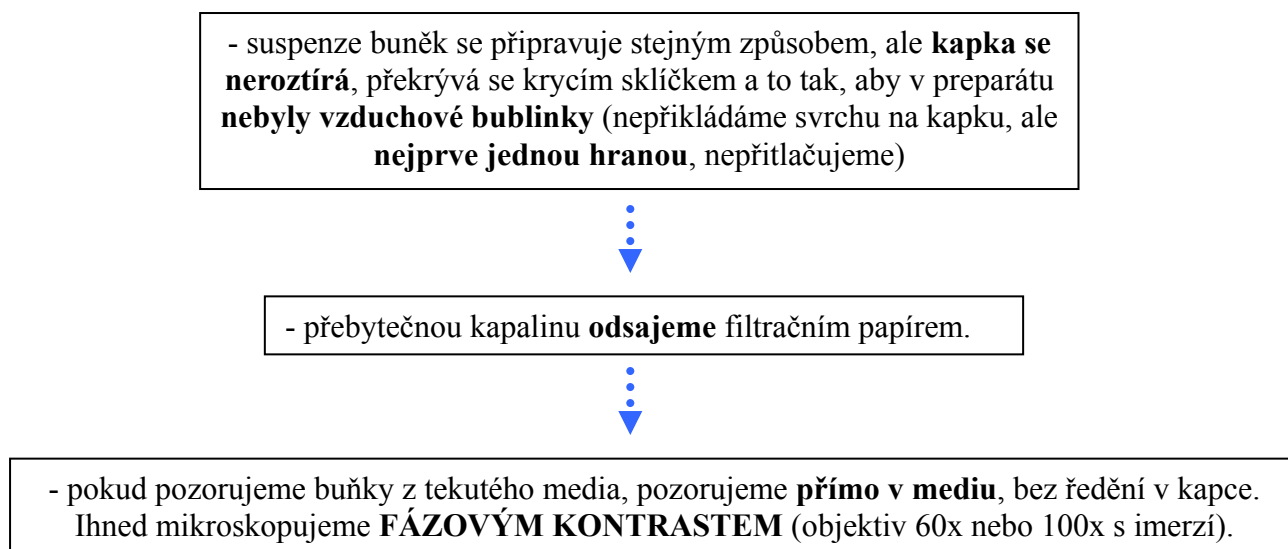 - suspenze buněk se připravuje stejným způsobem, ale kapka se
neroztírá, překrývá se krycím sklíčkem a to tak, aby v preparátu
nebyly vzduchové bublinky (nepřikládáme svrchu na kapku, ale
nejprve jednou hranou, nepřitlačujeme)
- přebytečnou kapalinu odsajeme filtračním papírem.
- pokud pozorujeme buňky z tekutého media, pozorujeme přímo v mediu, bez ředění v kapce.
Ihned mikroskopujeme FÁZOVÝM KONTRASTEM (objektiv 60x nebo 100x s imerzí).